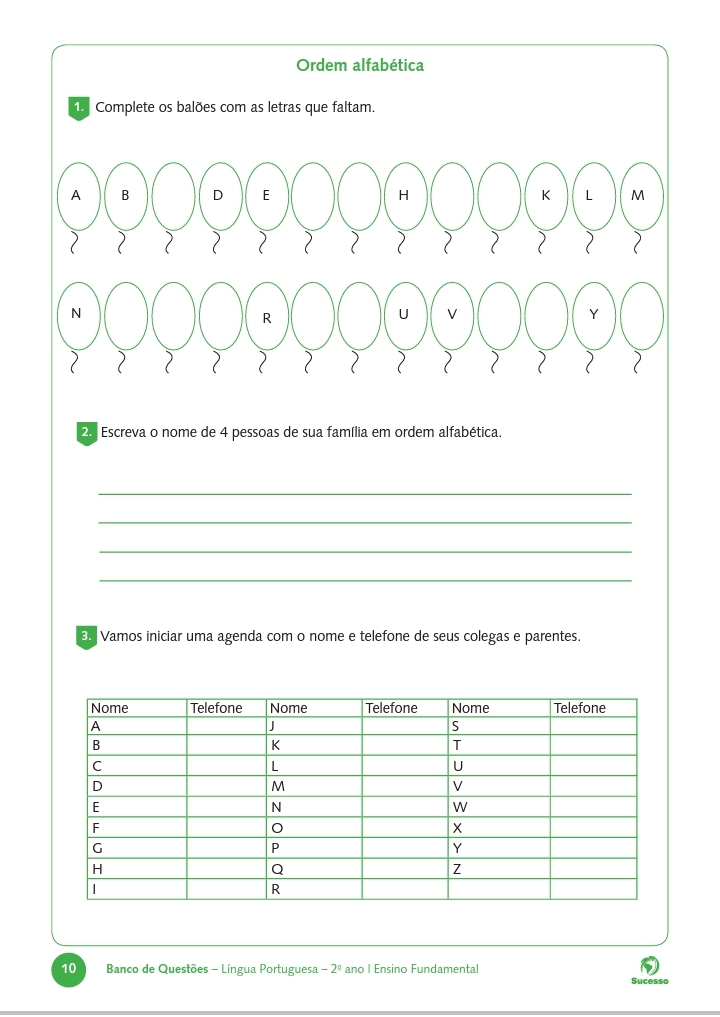 Ordem alfabética
1. Complete os balões com as letras que faltam.
A B D E H K L M
N R U V Y
2. Escreva o nome de 4 pessoas de sua família em ordem alfabética.
3. Vamos iniciar uma agenda com o nome e telefone de seus colegas e parentes.
Nome Telefone Nome Telefone Nome Telefone
A J S
B K T
C L U
D M V
E N W
F O X
G P Y
H Q Z
I R
10 Banco de Questões – Língua Portuguesa – 2º ano | Ensino Fundamental
Sucesso